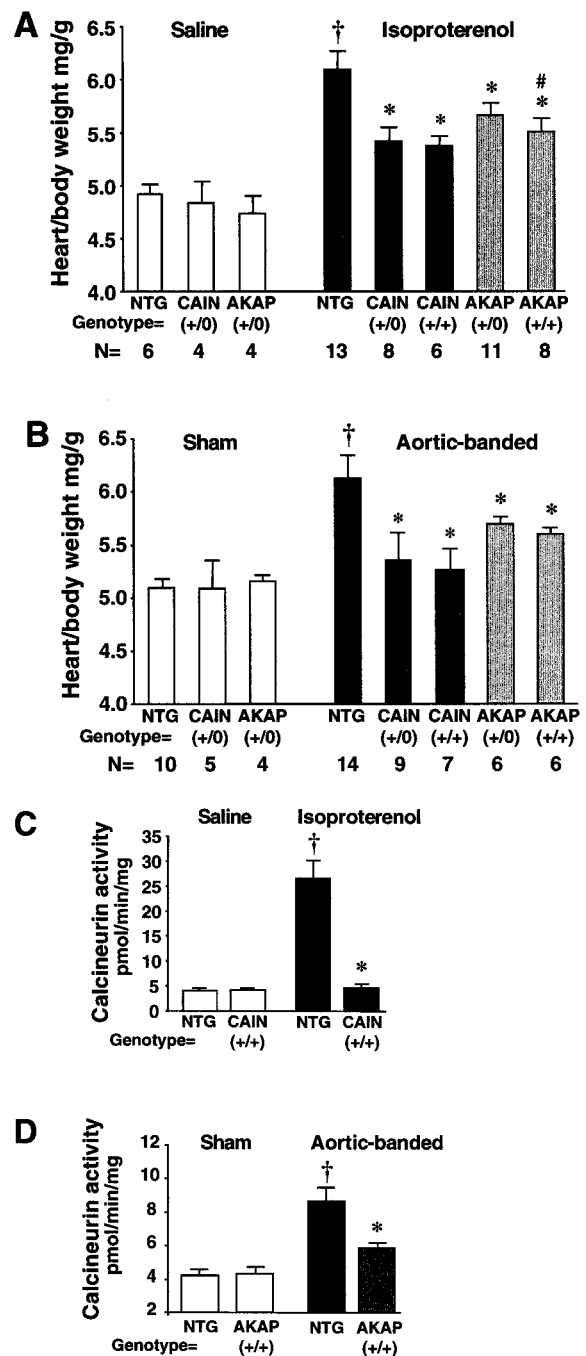 A
Saline Isoproterenol
Heart/body weight mg/g
6.5
6.0
5.5
5.0
4.5
4.0
† * * * # *
NTG CAIN AKAP NTG CAIN CAIN AKAP AKAP
Genotype= (+/0) (+/0) (+/0) (+/+) (+/0) (+/+)
N= 6 4 4 13 8 6 11 8
B
Sham Aortic-banded
Heart/body weight mg/g
6.5
6.0
5.5
5.0
4.5
4.0
† * * * *
NTG CAIN AKAP NTG CAIN CAIN AKAP AKAP
Genotype= (+/0) (+/0) (+/0) (+/+) (+/0) (+/+)
N= 10 5 4 14 9 7 6 6
C
Saline Isoproterenol
Calcineurin activity
pmol/min/mg
35
30
25
20
15
10
5
0
† *
NTG CAIN NTG CAIN
Genotype= (+/+) (+/+)
D
Sham Aortic-banded
Calcineurin activity
pmol/min/mg
12
10
8
6
4
2
† *
NTG AKAP NTG AKAP
Genotype= (+/+) (+/+)